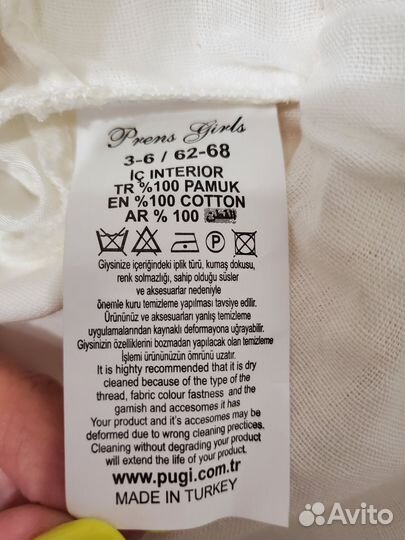 Prens Girls
3-6 / 62-68
İÇ INTERIOR
TR %100 PAMUK
EN %100 COTTON
AR % 100 القطن
P
Giysinize içeriğindeki iplik türü, kumaş dokusu,
renk solmazlığı, sahip olduğu süsler
ve aksesuarlar nedeniyle
önemle kuru temizleme yapılması tavsiye edilir.
Ürününüz ve aksesuarları yanlış temizleme
uygulamalarından kaynaklı deformayona uğrayabilir.
Giysinizin özelliklerini bozmadan yapılacak olan temizleme
İşlemi ürününüzün ömrünü uzatır.
It is highly recommended that it is dry
cleaned because of the type of the
thread, fabric colour fastness and the
garnish and accesomes it has
Your product and it's accesomes may be
deformed due to wrong cleaning prectices.
Cleaning without degrading your product
will extend the life of your product.
www.pugi.com.tr
MADE IN TURKEY
Avito